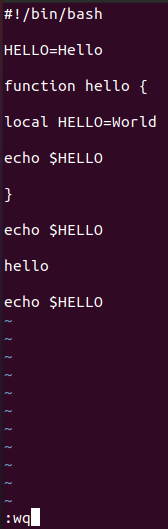 #!/bin/bash
HELLO=Hello
function hello {
local HELLO=World
echo $HELLO
}
echo $HELLO
hello
echo $HELLO
~
~
~
~
~
~
~
~
~
~
~
:wq